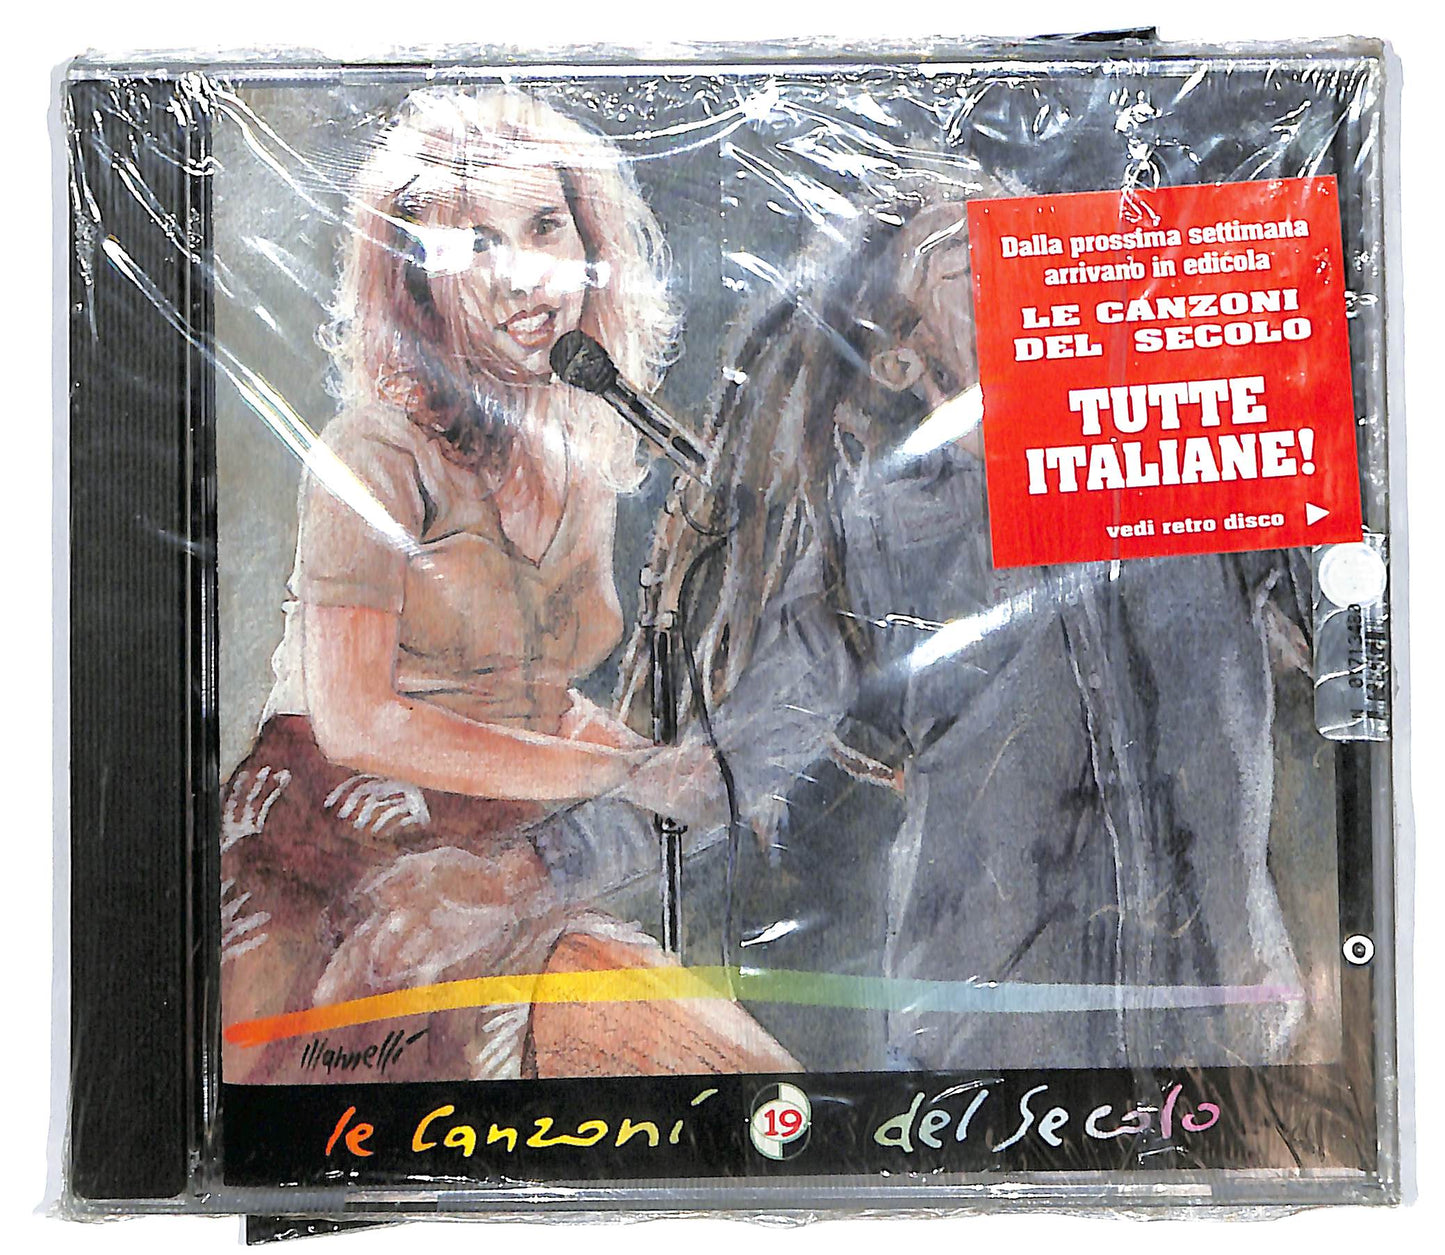 Dalla prossima settimana
arrivano in edicola
LE CANZONI
DEL SECOLO
TUTTE
ITALIANE!
vedi retro disco
Mannelli
le Canzoni 19 del Secolo